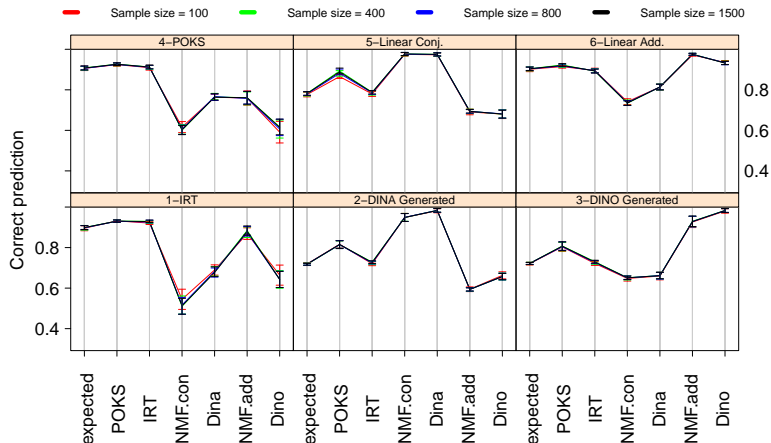 Sample size = 100 Sample size = 400 Sample size = 800 Sample size = 1500
4−POKS 5−Linear Conj. 6−Linear Add.
0.8
0.6
0.4
Correct prediction
1−IRT 2−DINA Generated 3−DINO Generated
0.8
0.6
0.4
expected POKS IRT NMF.con Dina NMF.add Dino expected POKS IRT NMF.con Dina NMF.add Dino expected POKS IRT NMF.con Dina NMF.add Dino